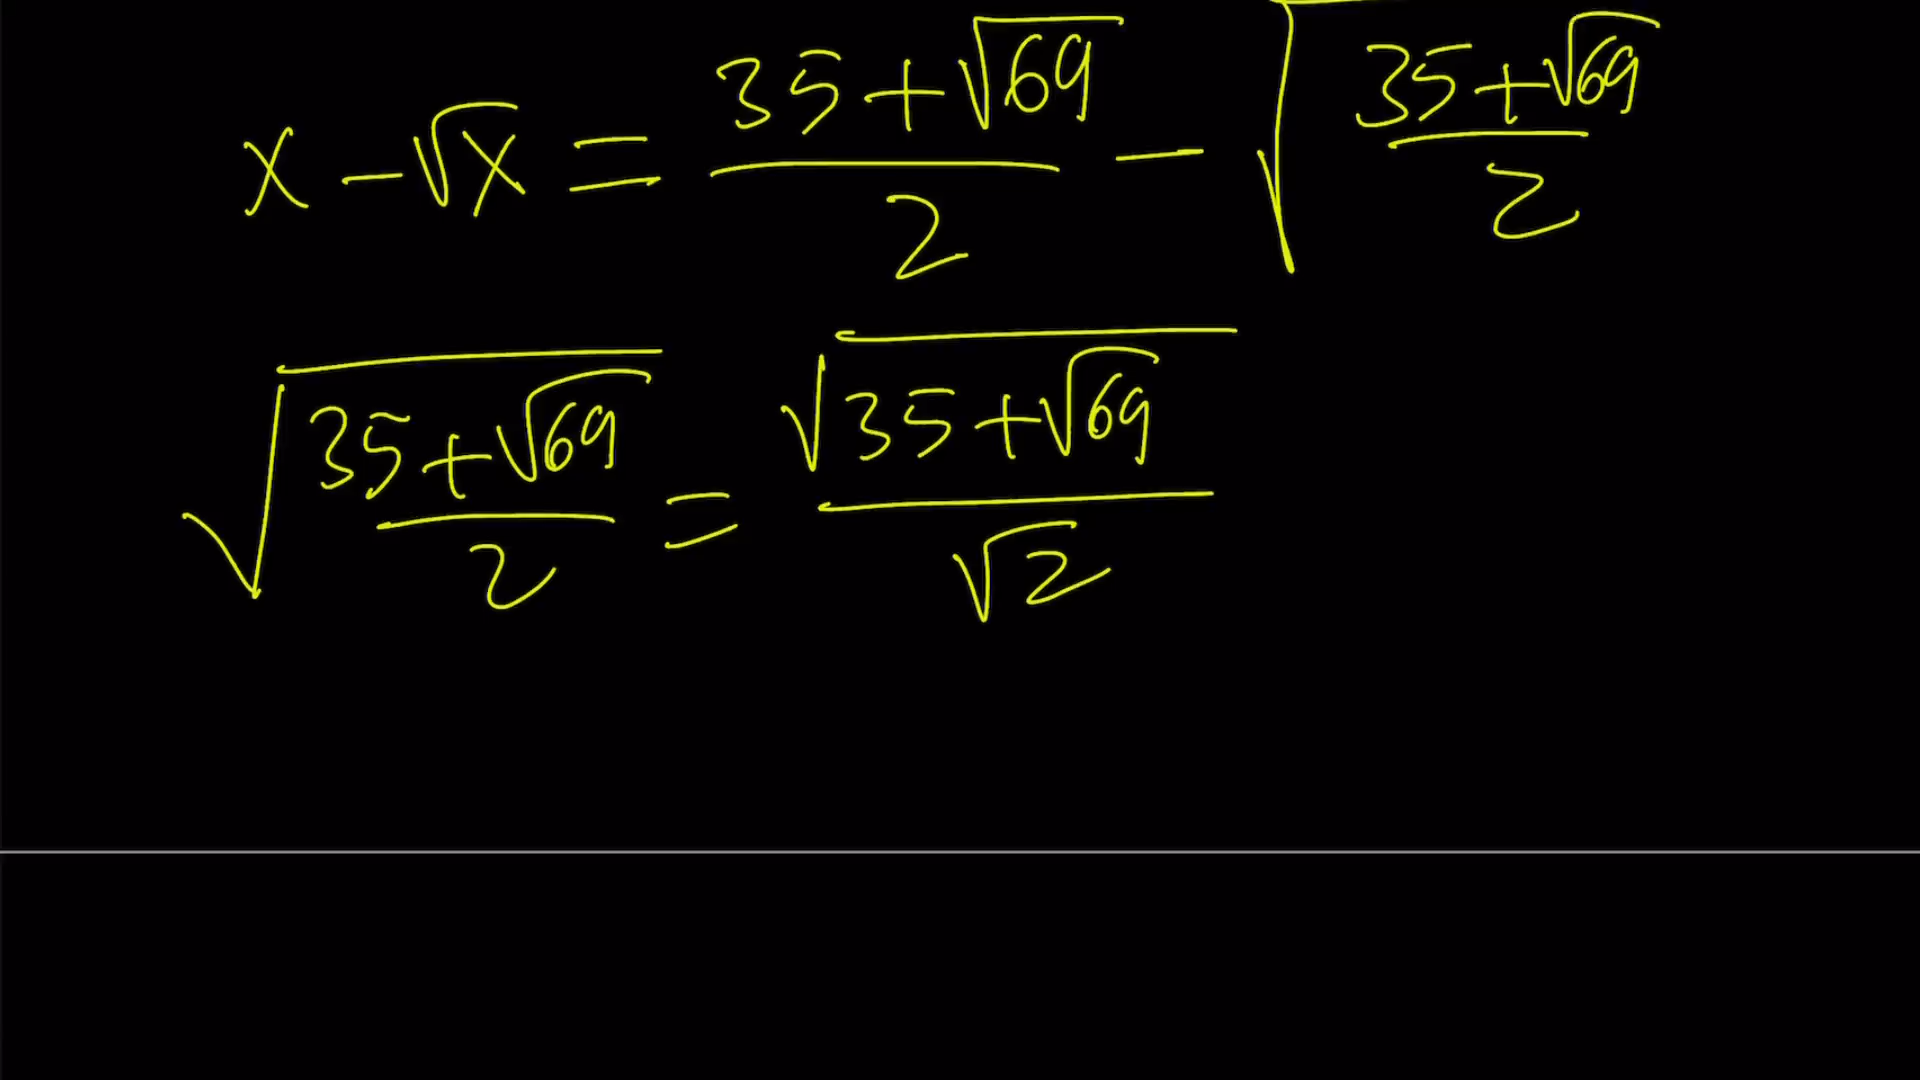 x - √x = (35 + √69)/2 - √((35 + √69)/2)
√((35 + √69)/2) = √(35 + √69)/√2